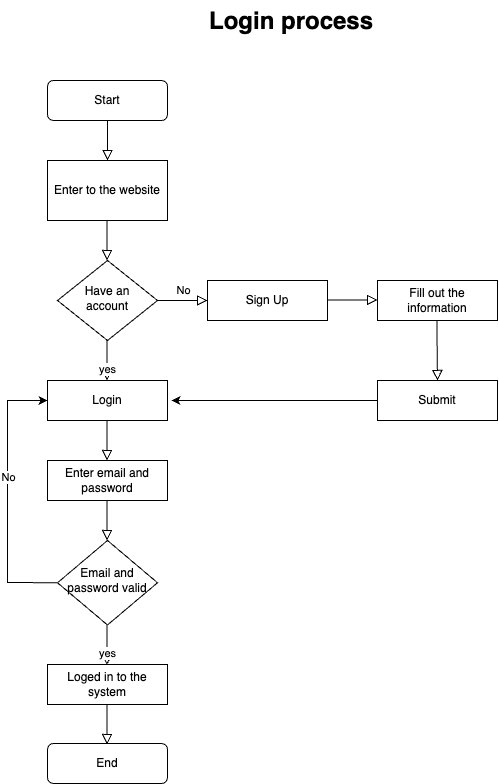 Login process
Start
Enter to the website
Have an
account
No
Sign Up
Fill out the
information
yes
Login
Submit
No
Enter email and
password
Email and
password valid
yes
Loged in to the
system
End